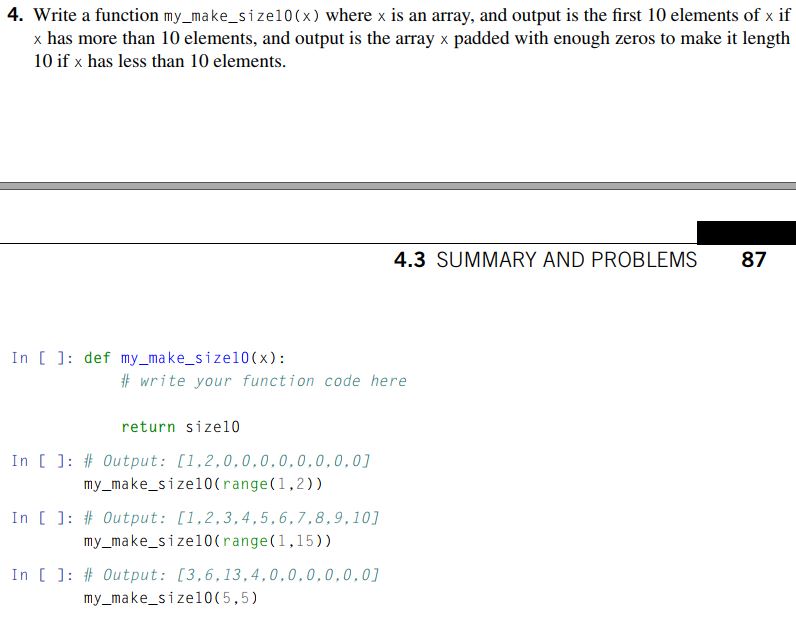 4. Write a function my_make_size10(x) where x is an array, and output is the first 10 elements of x if
x has more than 10 elements, and output is the array x padded with enough zeros to make it length
10 if x has less than 10 elements.
4.3 SUMMARY AND PROBLEMS 87
In [ ]: def my_make_size10(x):
# write your function code here
return size10
In [ ]: # Output: [1,2,0,0,0,0,0,0,0,0]
my_make_size10(range(1,2))
In [ ]: # Output: [1,2,3,4,5,6,7,8,9,10]
my_make_size10(range(1,15))
In [ ]: # Output: [3,6,13,4,0,0,0,0,0,0]
my_make_size10(5,5)